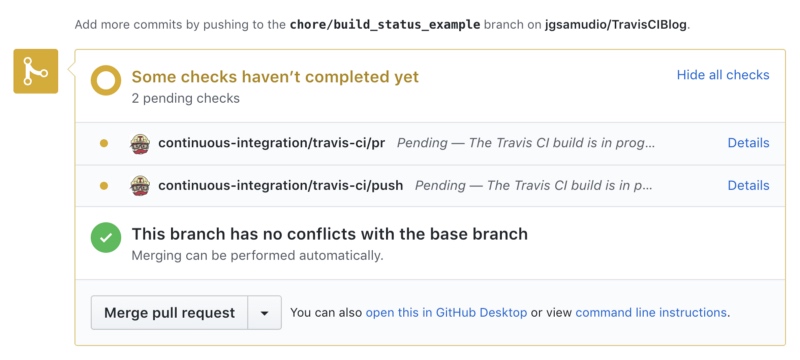 Add more commits by pushing to the chore/build_status_example branch on jgsamudio/TravisCIBlog.
Some checks haven’t completed yet
Hide all checks
2 pending checks
continuous-integration/travis-ci/pr Pending — The Travis CI build is in prog... Details
continuous-integration/travis-ci/push Pending — The Travis CI build is in p... Details
This branch has no conflicts with the base branch
Merging can be performed automatically.
Merge pull request You can also open this in GitHub Desktop or view command line instructions.